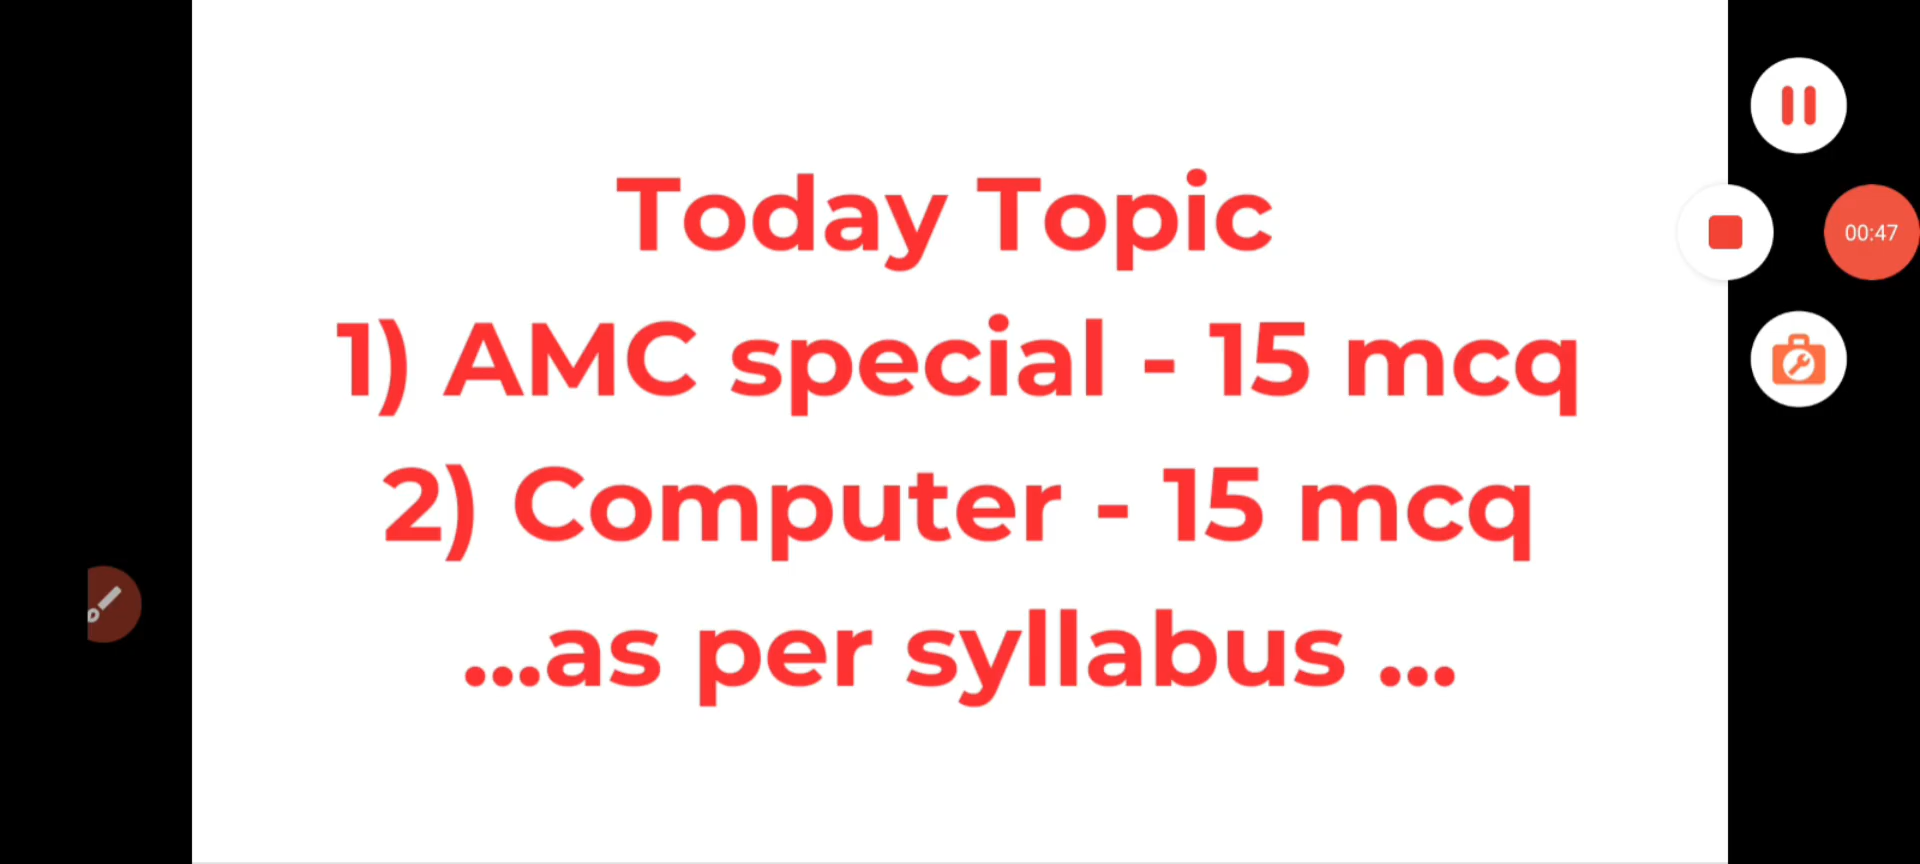 Today Topic
1) AMC special - 15 mcq
2) Computer - 15 mcq
...as per syllabus ...
00:47